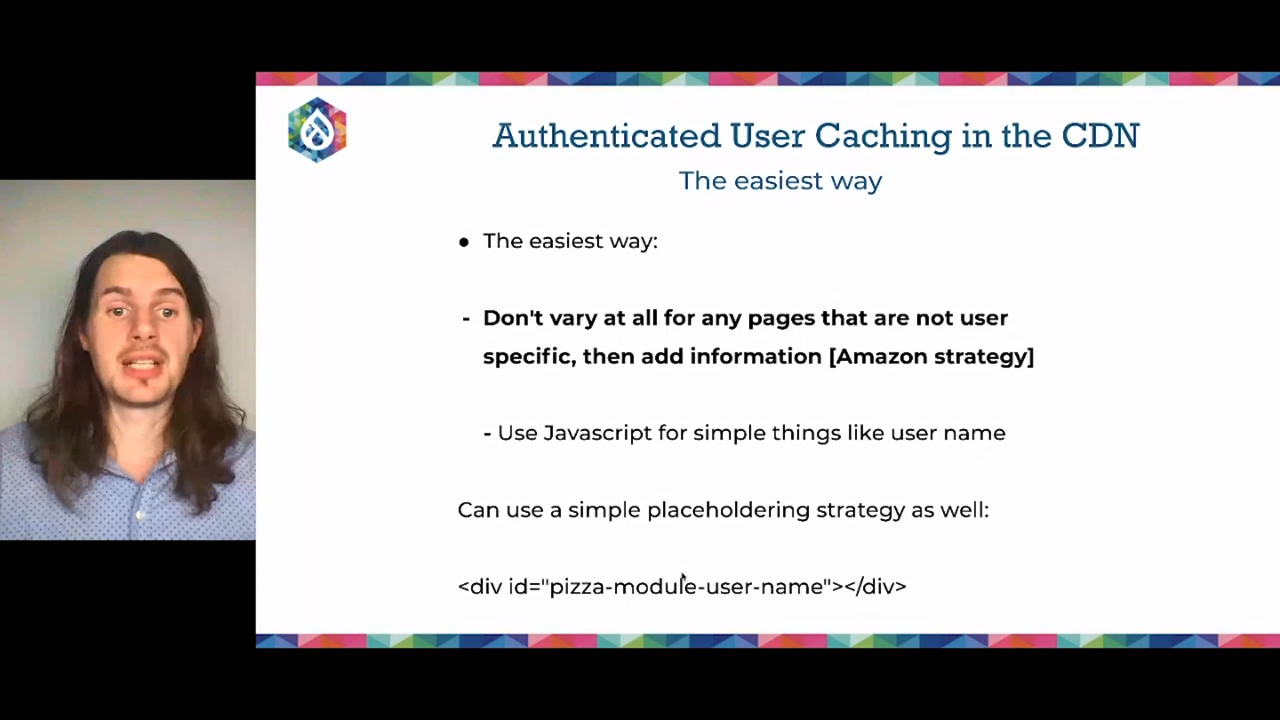 Authenticated User Caching in the CDN
The easiest way
● The easiest way:
- Don't vary at all for any pages that are not user
specific, then add information [Amazon strategy]
- Use Javascript for simple things like user name
Can use a simple placeholdering strategy as well:
<div id="pizza-module-user-name"></div>